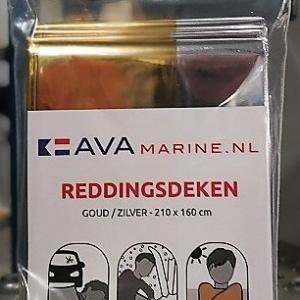 AVA MARINE.NL
REDDINGSDEKEN
GOUD / ZILVER - 210 x 160 cm